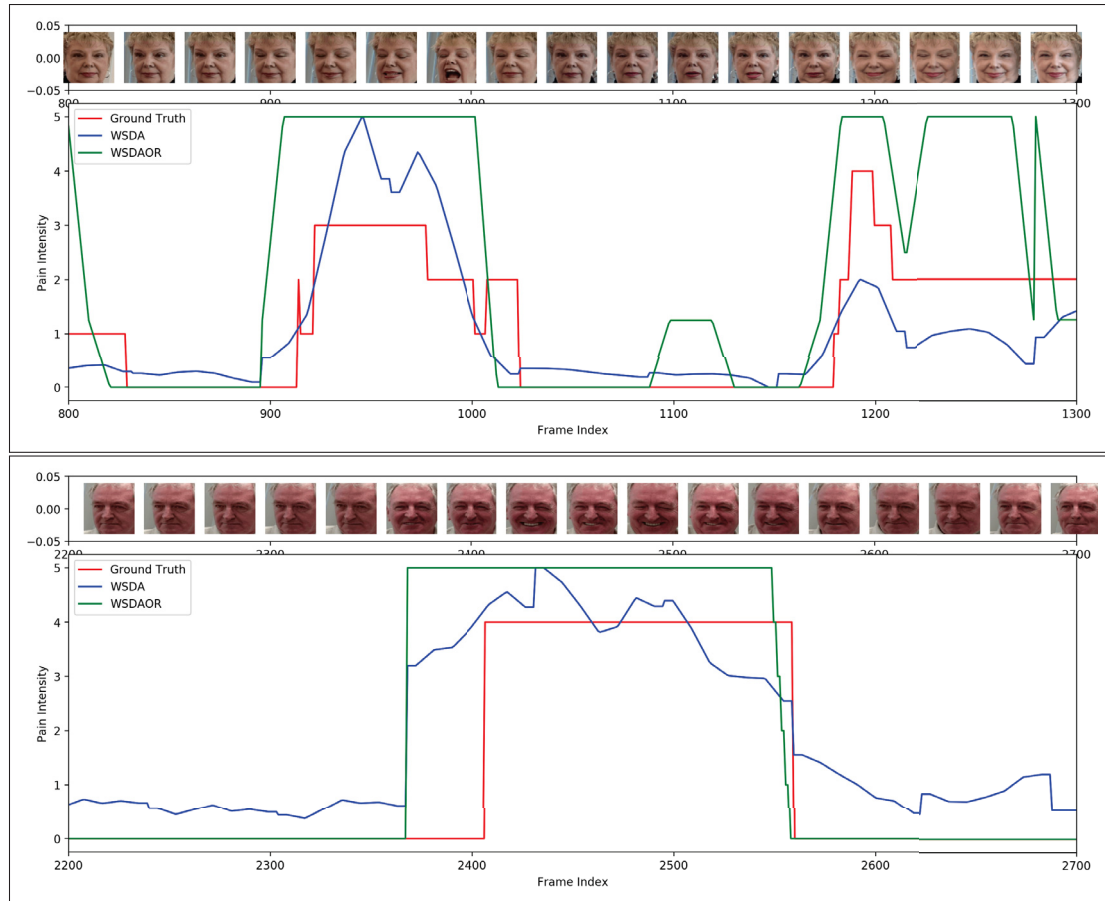 0.05
0.00
−0.05
800 900 1000 1100 1200 1300
5
4
3
2
1
0
Pain Intensity
Ground Truth
WSDA
WSDAOR
800 900 1000 1100 1200 1300
Frame Index
0.05
0.00
−0.05
2200 2300 2400 2500 2600 2700
5
4
3
2
1
0
Pain Intensity
Ground Truth
WSDA
WSDAOR
2200 2300 2400 2500 2600 2700
Frame Index